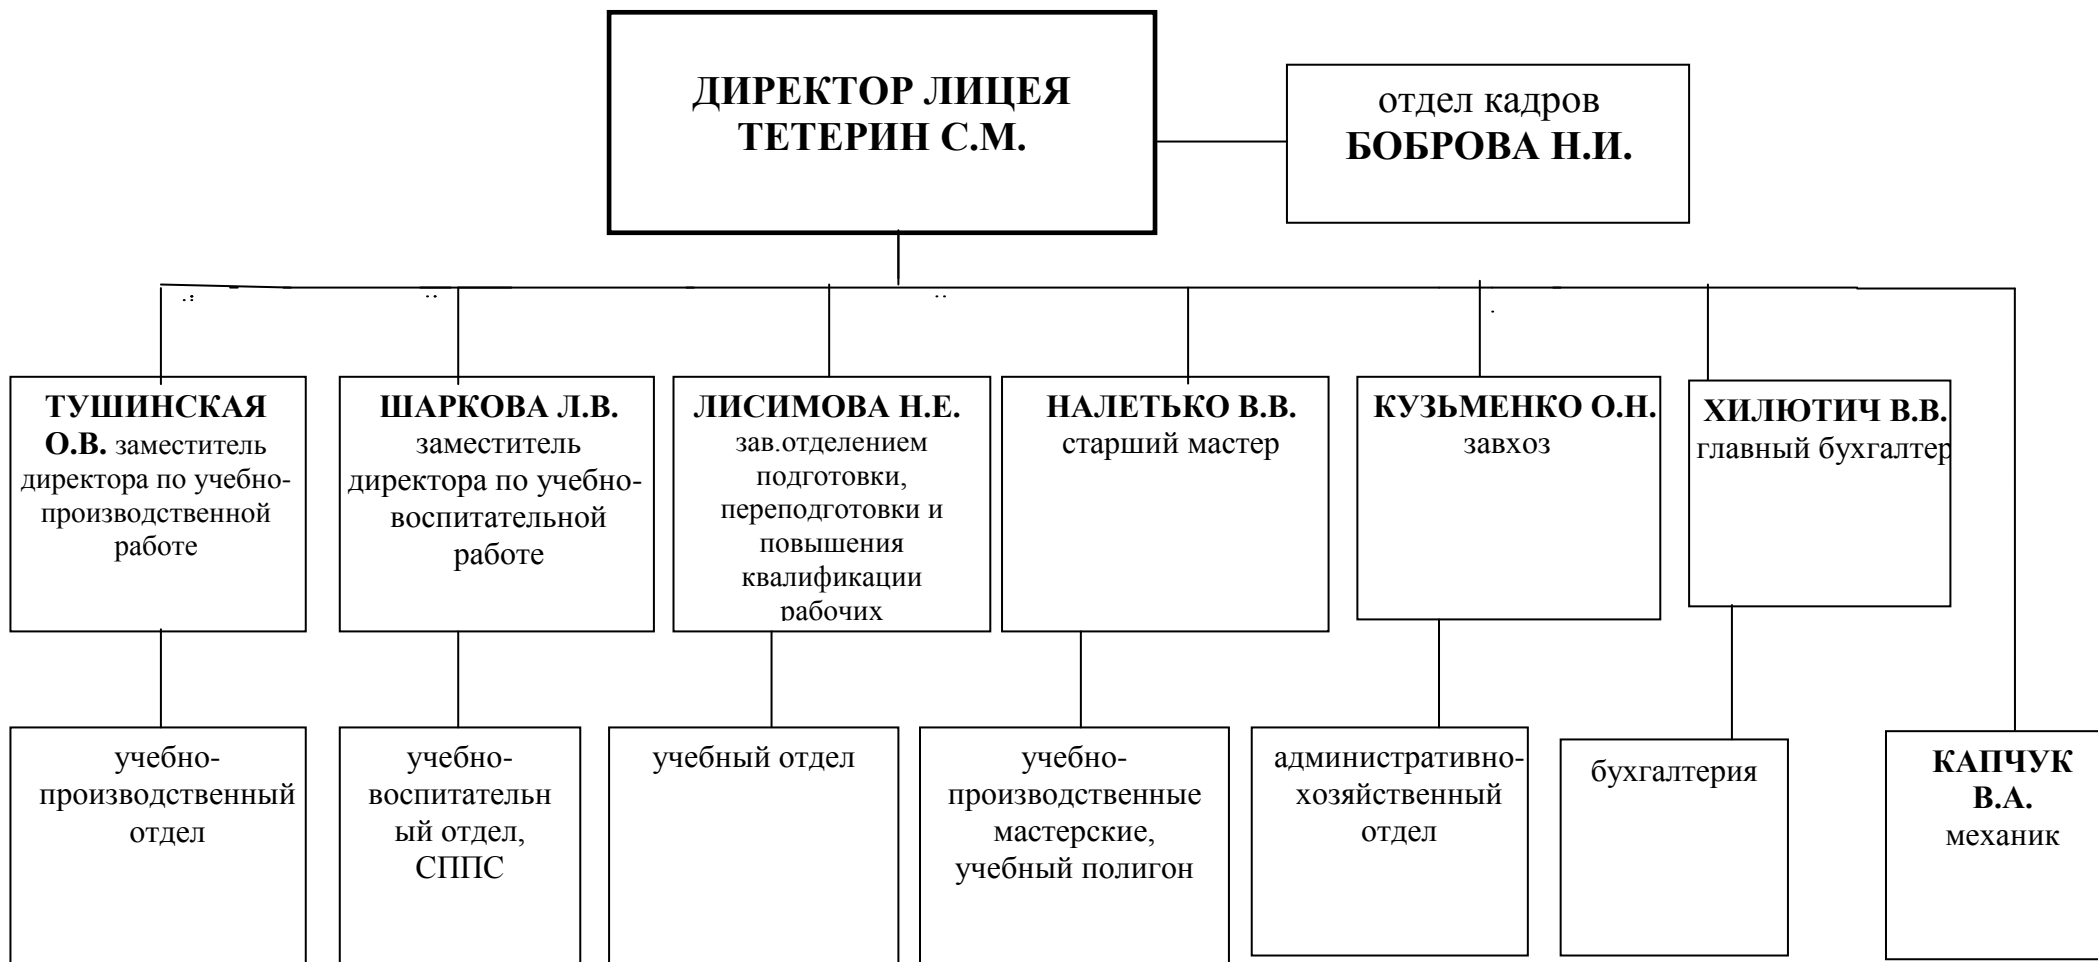 ДИРЕКТОР ЛИЦЕЯ
ТЕТЕРИН С.М.
отдел кадров
БОБРОВА Н.И.
ТУШИНСКАЯ
О.В. заместитель
директора по учебно-
производственной
работе
ШАРКОВА Л.В.
заместитель
директора по учебно-
воспитательной
работе
ЛИСИМОВА Н.Е.
зав.отделением
подготовки,
переподготовки и
повышения
квалификации
рабочих
НАЛЕТЬКО В.В.
старший мастер
КУЗЬМЕНКО О.Н.
завхоз
ХИЛЮТИЧ В.В.
главный бухгалтер
учебно-
производственный
отдел
учебно-
воспитательн
ый отдел,
СППС
учебный отдел
учебно-
производственные
мастерские,
учебный полигон
административно-
хозяйственный
отдел
бухгалтерия
КАПЧУК
В.А.
механик